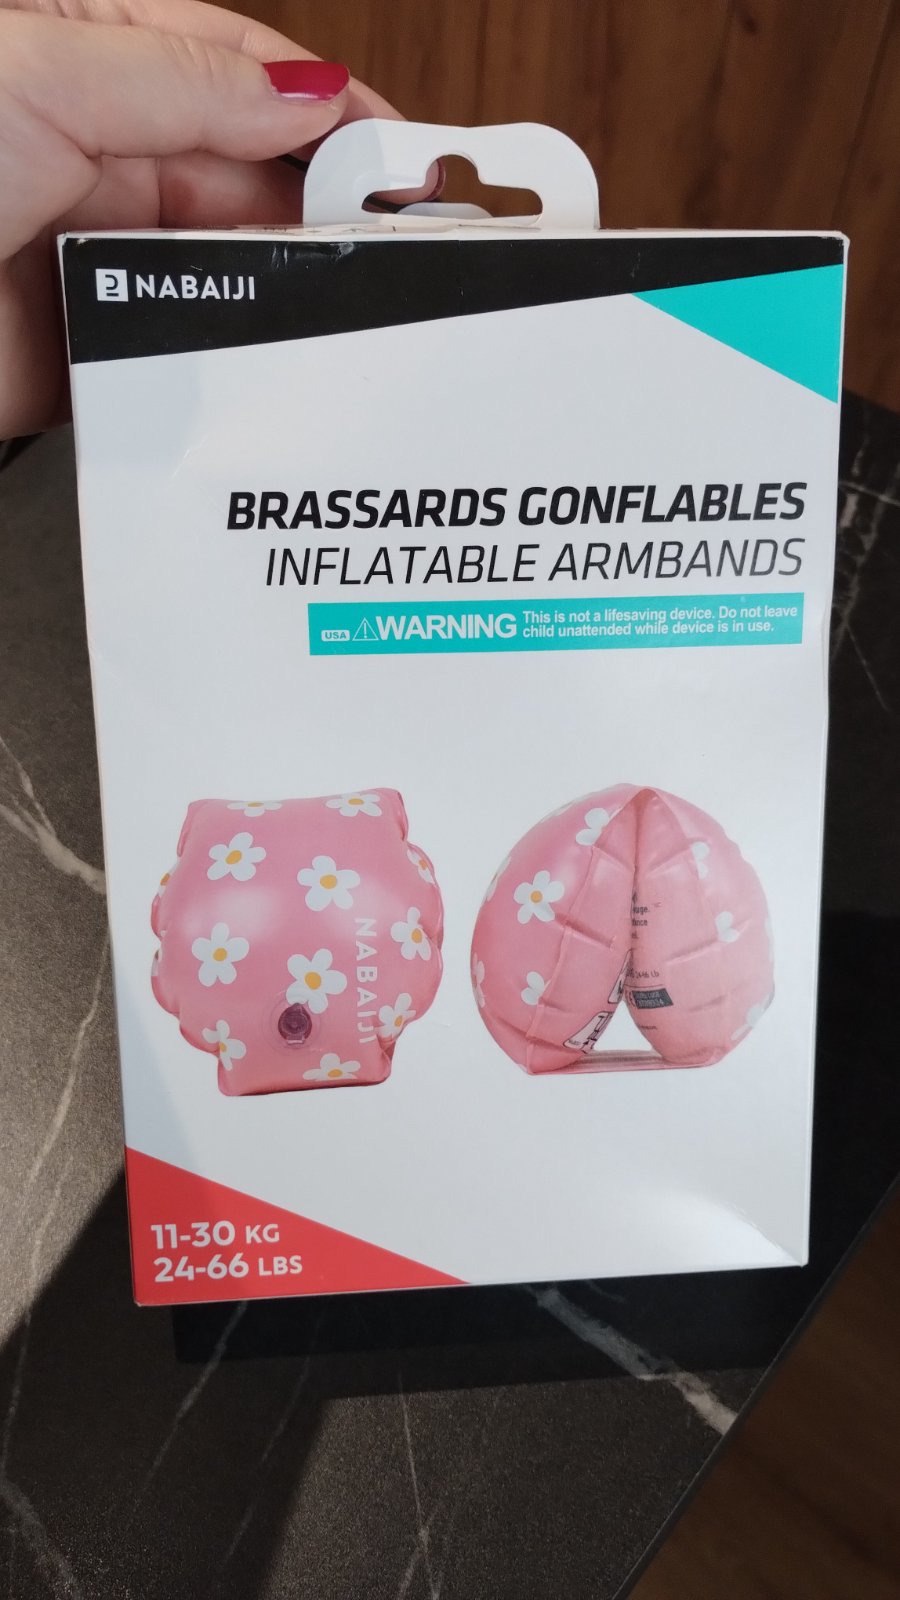 NABAIJI
BRASSARDS GONFLABLES
INFLATABLE ARMBANDS
USA WARNING This is not a lifesaving device. Do not leave
child unattended while device is in use.
NABAIJI
11-30 KG
24-66 LBS